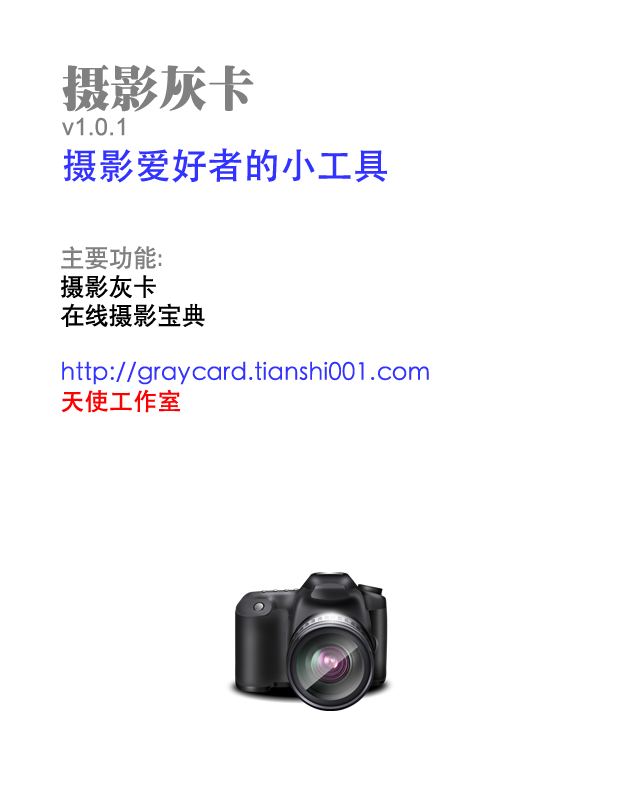 摄影灰卡
v1.0.1
摄影爱好者的小工具
主要功能:
摄影灰卡
在线摄影宝典
http://graycard.tianshi001.com
天使工作室